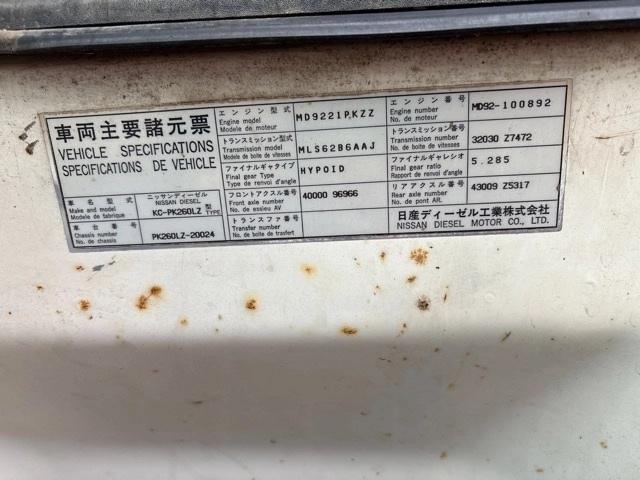 車両主要諸元票
VEHICLE SPECIFICATIONS
SPECIFICATIONS DE VEHICLE
車名型式
Make and model
Modele de fabrique
ニッサンディーゼル
NISSAN DIESEL
KC-PK260LZ 型 TYPE
車台番号
Chassis number
No. de chassis
PK260LZ-20024
エンジン型式
Engine model
Modele de moteur
MD9221P,KZZ
トランスミッション型式
Transmission model
Modele de boite de vitesses
MLS62B6AAJ
ファイナルギヤタイプ
Final gear Type
Type de renvoi d'angle
HYPOID
フロントアクスル番号
Front axle number
No. de essieu AV
40000 96966
トランスファ番号
Transfer number
No. de boite de trasfert
エンジン番号
Engine number
No. de moteur
MD92-100892
トランスミッション番号
Transmission number
No. de boite de vitesses
32030 Z7472
ファイナルギャレシオ
Final gear ratio
Rapport de renvoi d'angle
5.285
リアアクスル番号
Rear axle number
No. de pont AR.
43009 Z5317
日産ディーゼル工業株式会社
NISSAN DIESEL MOTOR CO., LTD.